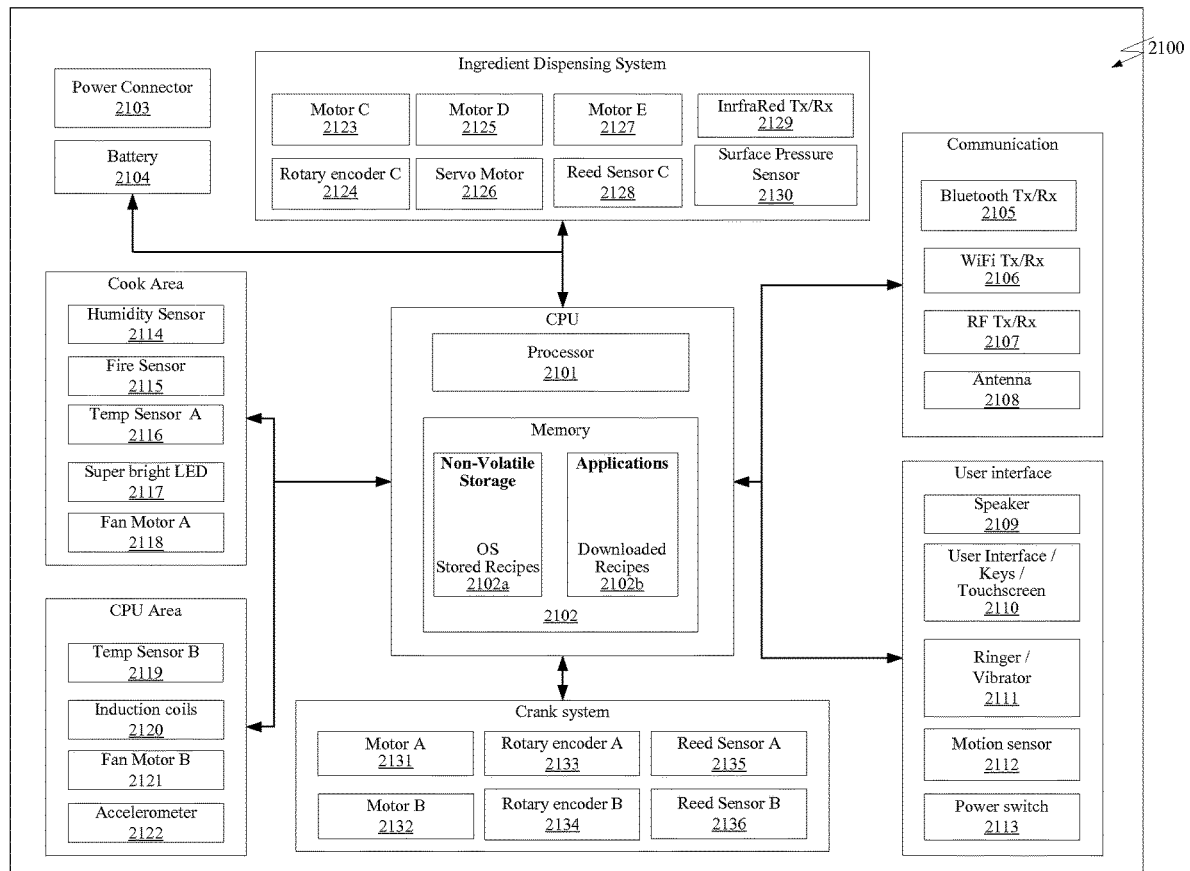 2100
Ingredient Dispensing System
Motor C
2123
Motor D
2125
Motor E
2127
InrfraRed Tx/Rx
2129
Rotary encoder C
2124
Servo Motor
2126
Reed Sensor C
2128
Surface Pressure
Sensor
2130
Power Connector
2103
Battery
2104
Communication
Bluetooth Tx/Rx
2105
WiFi Tx/Rx
2106
RF Tx/Rx
2107
Antenna
2108
Cook Area
Humidity Sensor
2114
Fire Sensor
2115
Temp Sensor A
2116
Super bright LED
2117
Fan Motor A
2118
CPU
Processor
2101
Memory
Non-Volatile
Storage
OS
Stored Recipes
2102a
Applications
Downloaded
Recipes
2102b
2102
User interface
Speaker
2109
User Interface /
Keys /
Touchscreen
2110
Ringer /
Vibrator
2111
Motion sensor
2112
Power switch
2113
CPU Area
Temp Sensor B
2119
Induction coils
2120
Fan Motor B
2121
Accelerometer
2122
Crank system
Motor A
2131
Rotary encoder A
2133
Reed Sensor A
2135
Motor B
2132
Rotary encoder B
2134
Reed Sensor B
2136